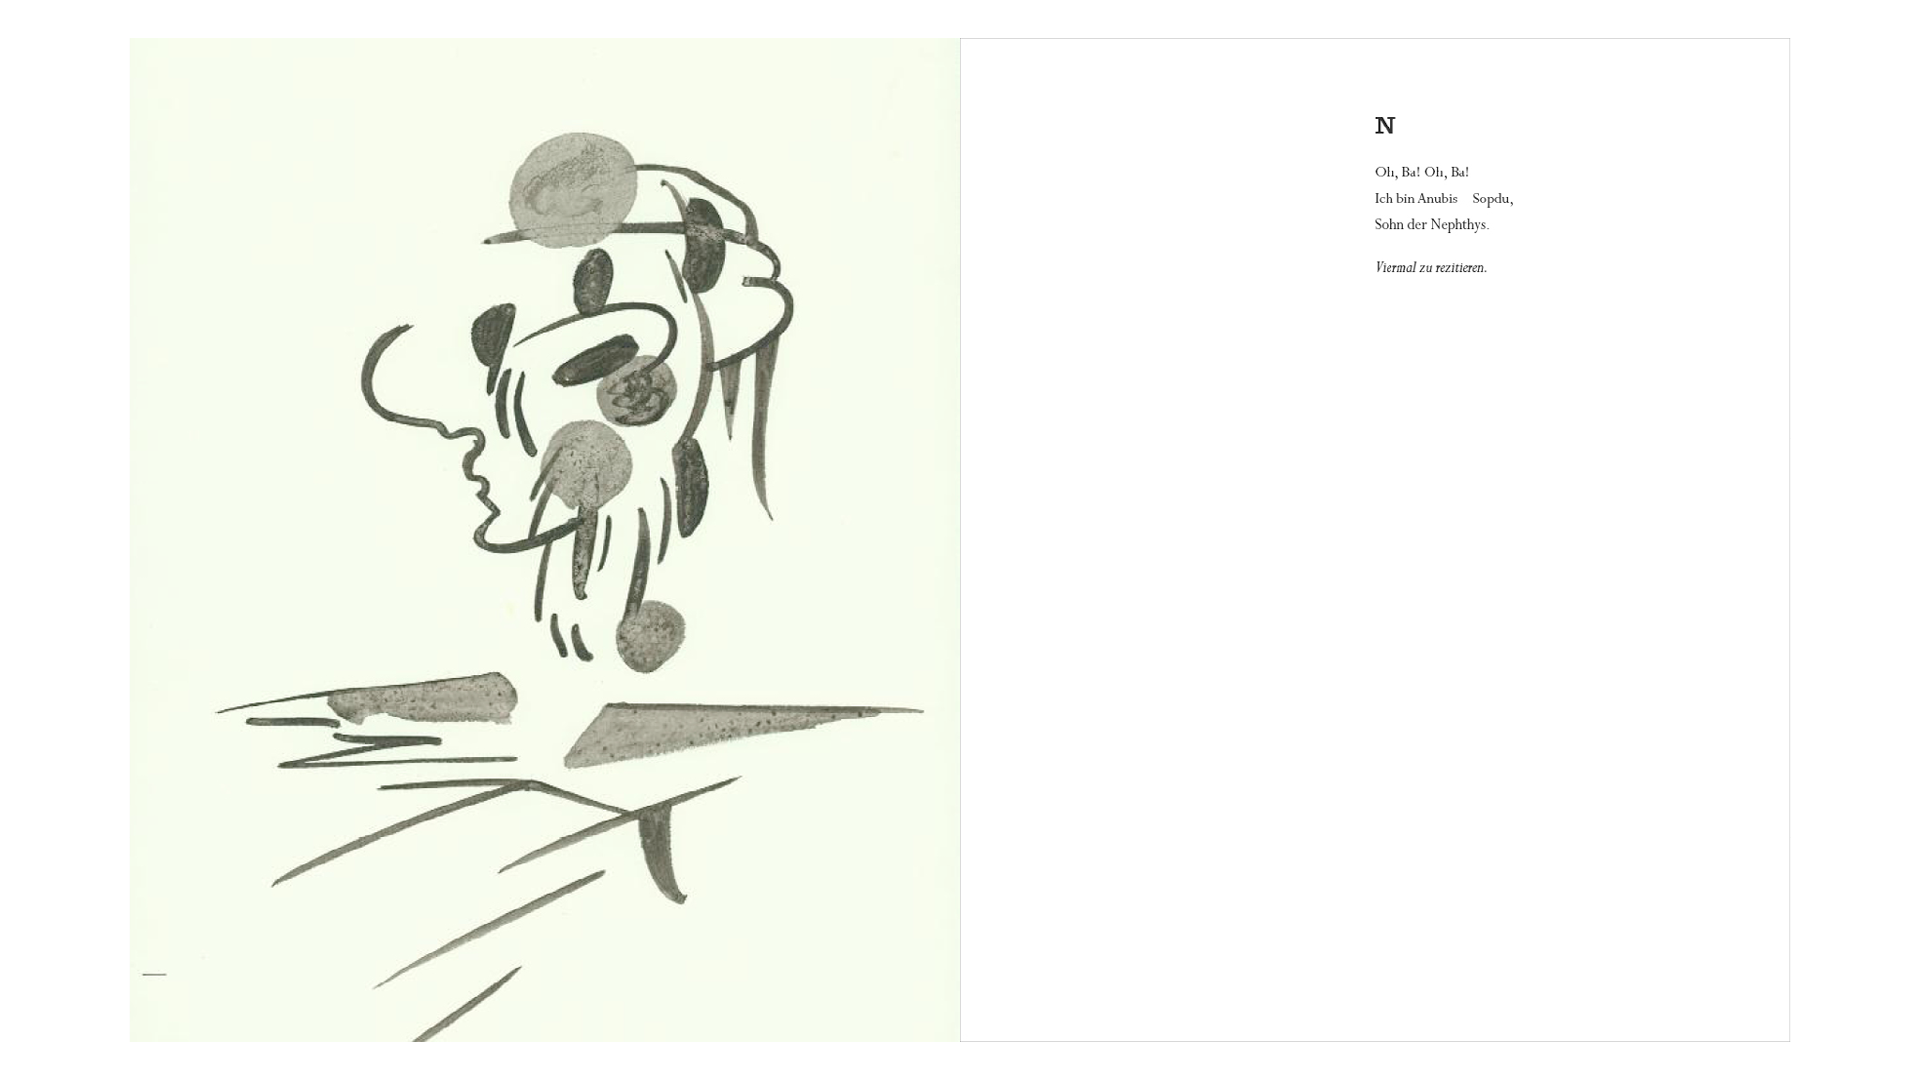 N
Oh, Ba! Oh, Ba!
Ich bin Anubis Sopdu,
Sohn der Nephthys.
Viermal zu rezitieren.